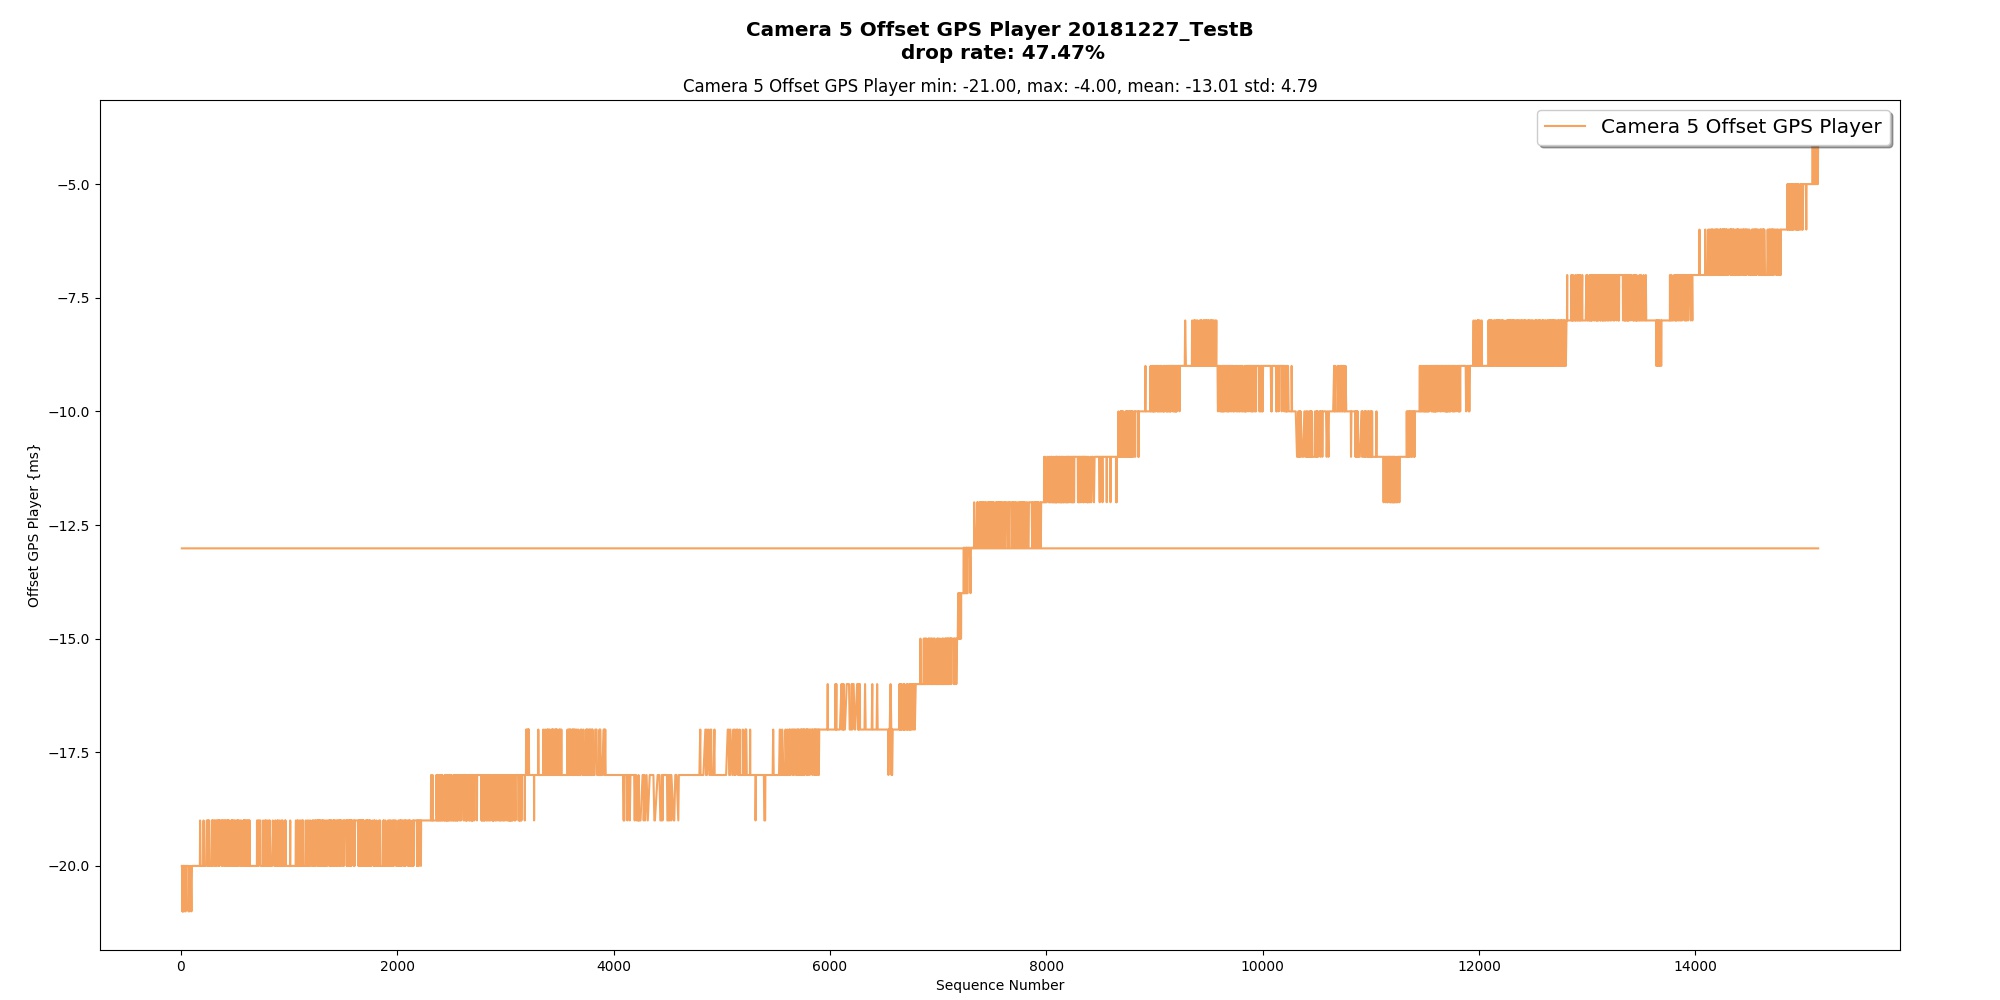 Camera 5 Offset GPS Player 20181227_TestB
drop rate: 47.47%
Camera 5 Offset GPS Player min: -21.00, max: -4.00, mean: -13.01 std: 4.79
Camera 5 Offset GPS Player
−5.0
−7.5
−10.0
−12.5
−15.0
−17.5
−20.0
Offset GPS Player {ms}
0 2000 4000 6000 8000 10000 12000 14000
Sequence Number